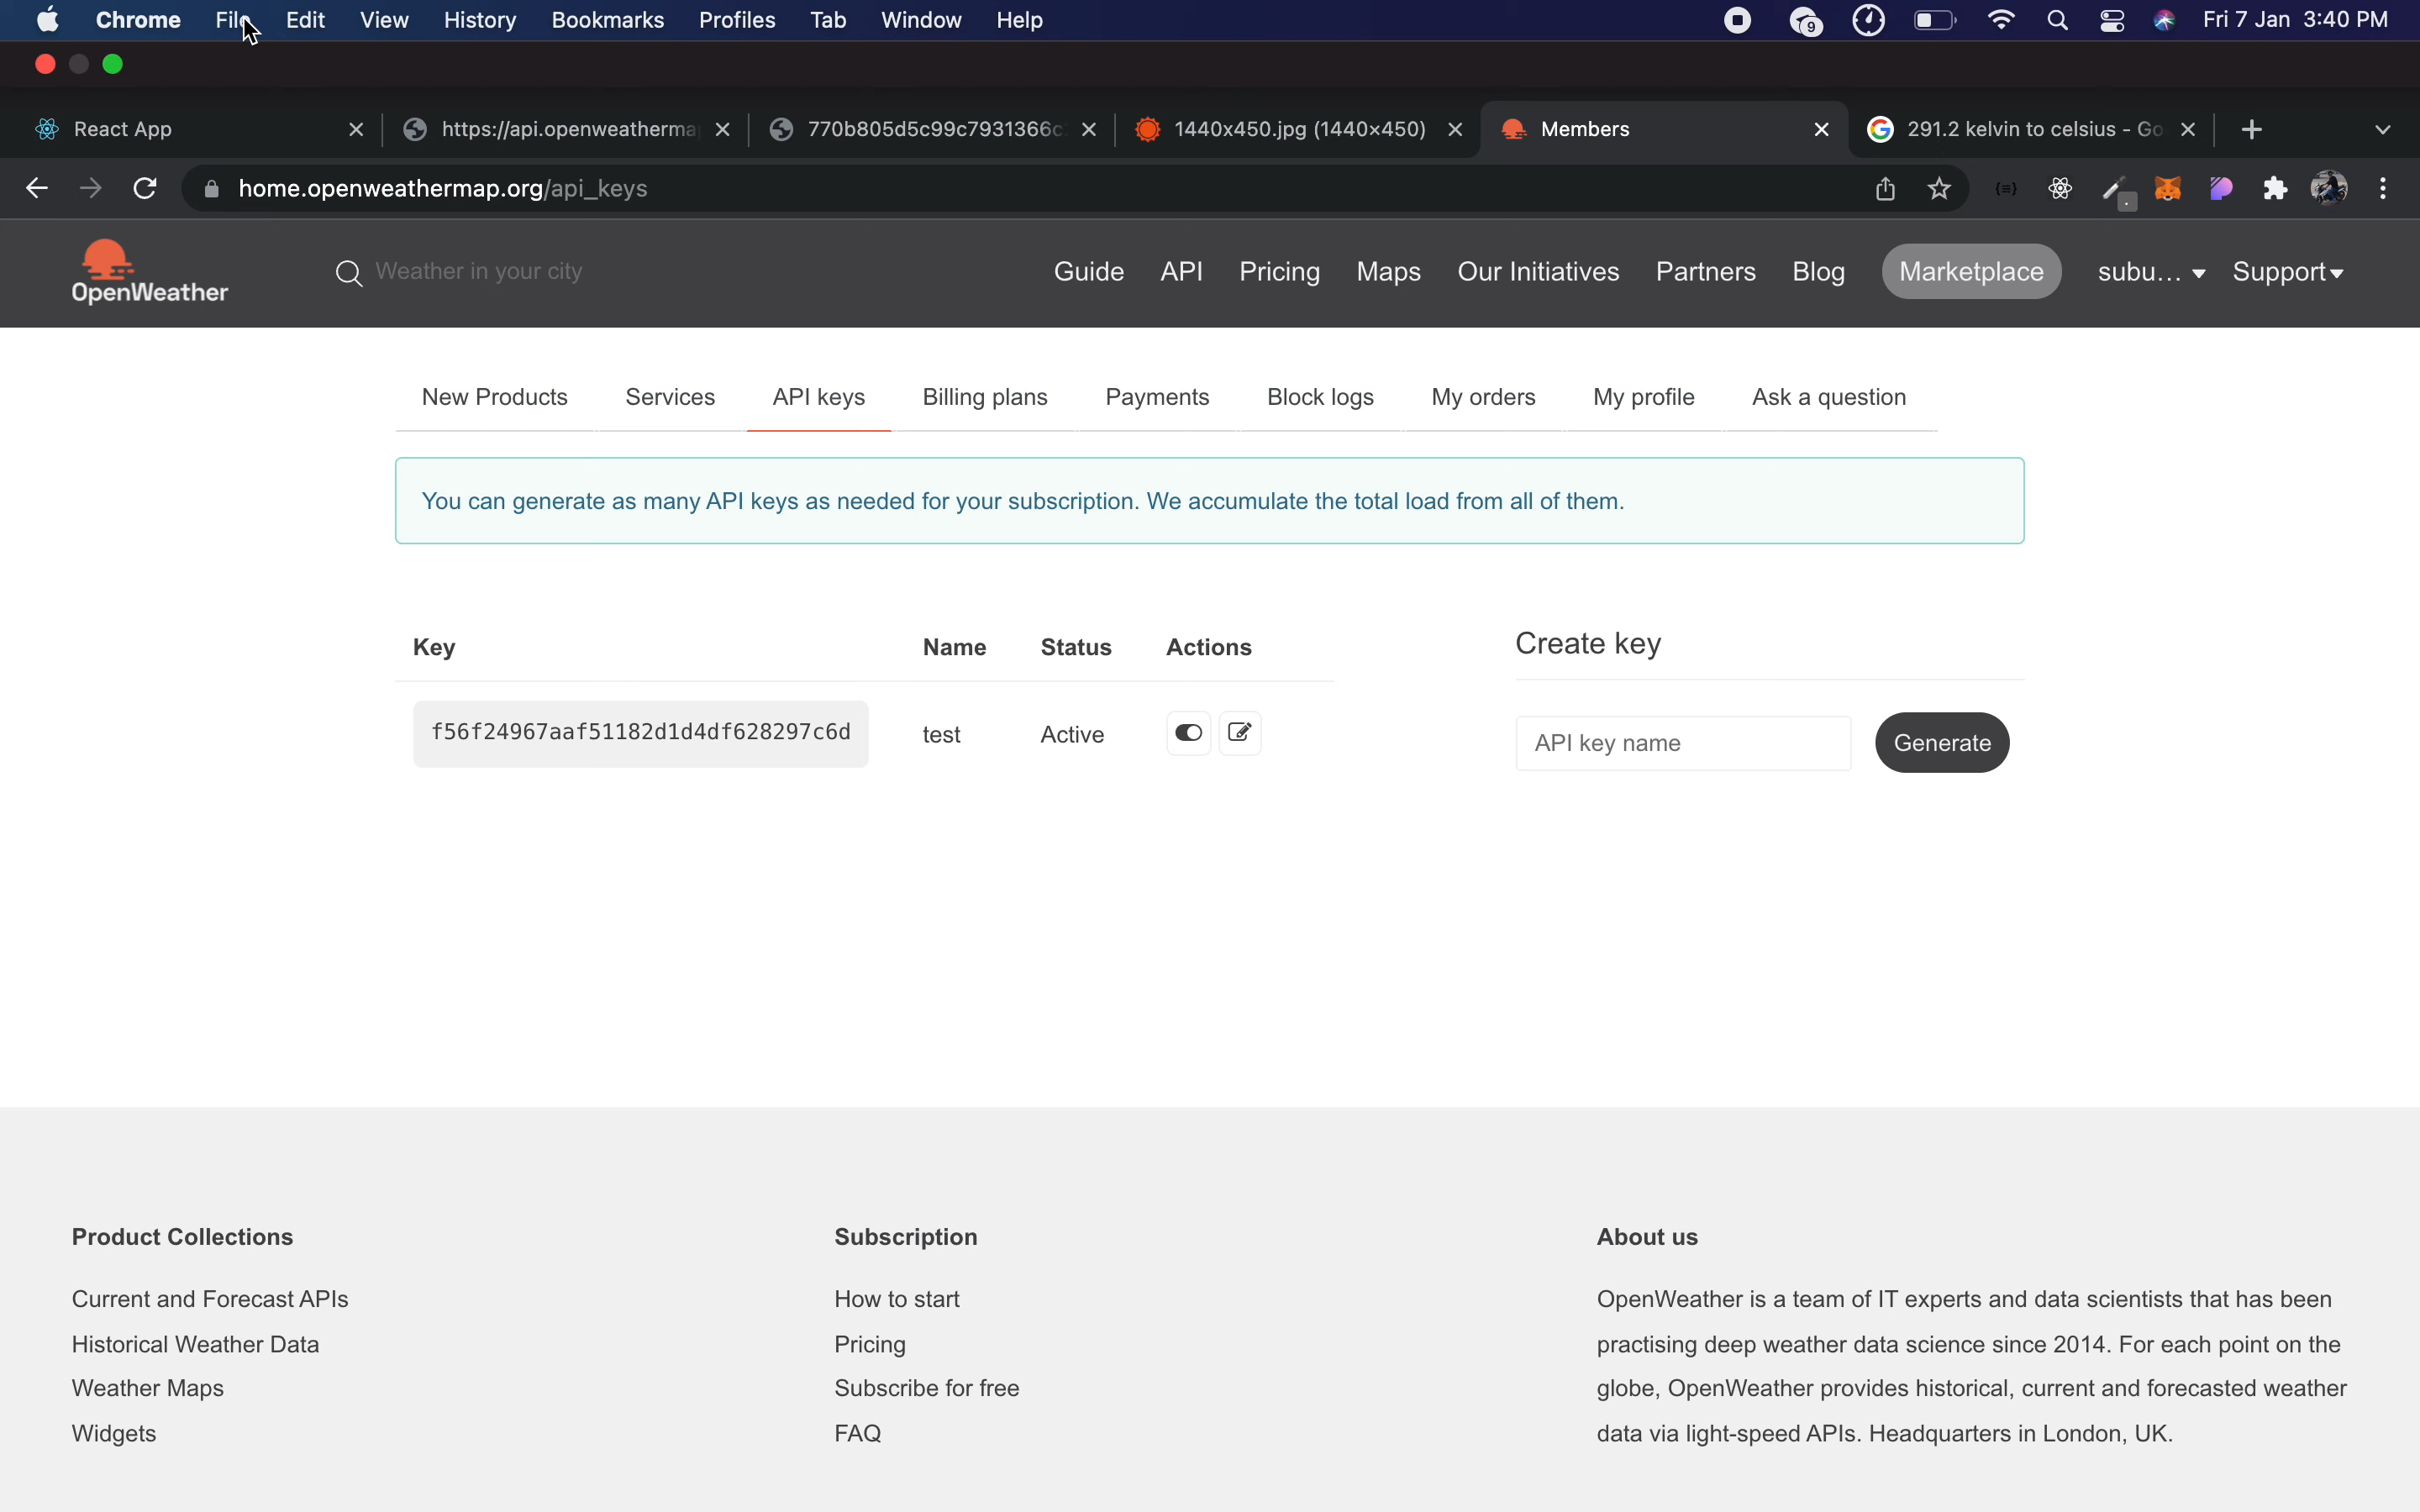 Chrome File Edit View History Bookmarks Profiles Tab Window Help 9 Fri 7 Jan 3:40 PM
React App https://api.openweatherma 770b805d5c99c7931366c 1440x450.jpg (1440×450) Members 291.2 kelvin to celsius - Go
home.openweathermap.org/api_keys
OpenWeather Weather in your city Guide API Pricing Maps Our Initiatives Partners Blog Marketplace subu... Support
New Products Services API keys Billing plans Payments Block logs My orders My profile Ask a question
You can generate as many API keys as needed for your subscription. We accumulate the total load from all of them.
Key Name Status Actions Create key
f56f24967aaf51182d1d4df628297c6d test Active API key name Generate
Product Collections Subscription About us
Current and Forecast APIs How to start OpenWeather is a team of IT experts and data scientists that has been
Historical Weather Data Pricing practising deep weather data science since 2014. For each point on the
Weather Maps Subscribe for free globe, OpenWeather provides historical, current and forecasted weather
Widgets FAQ data via light-speed APIs. Headquarters in London, UK.